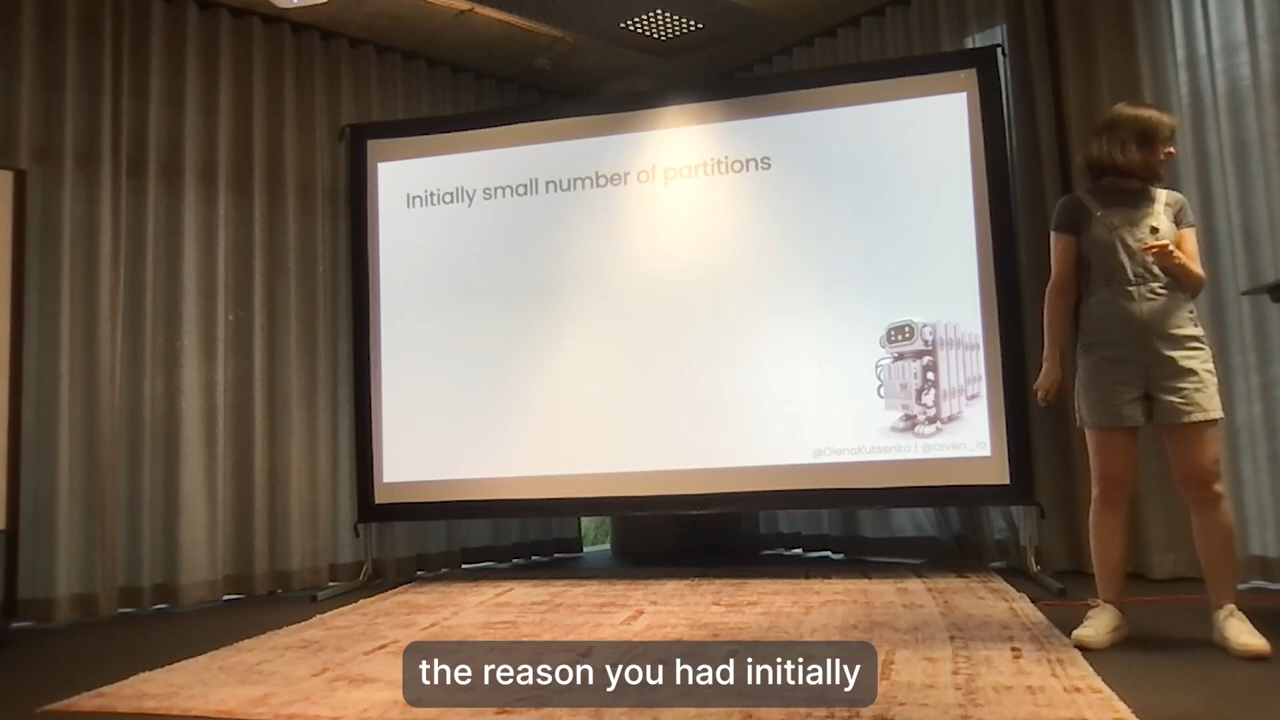 Initially small number of partitions
@OlenaKutsenko | @aiven_io
the reason you had initially